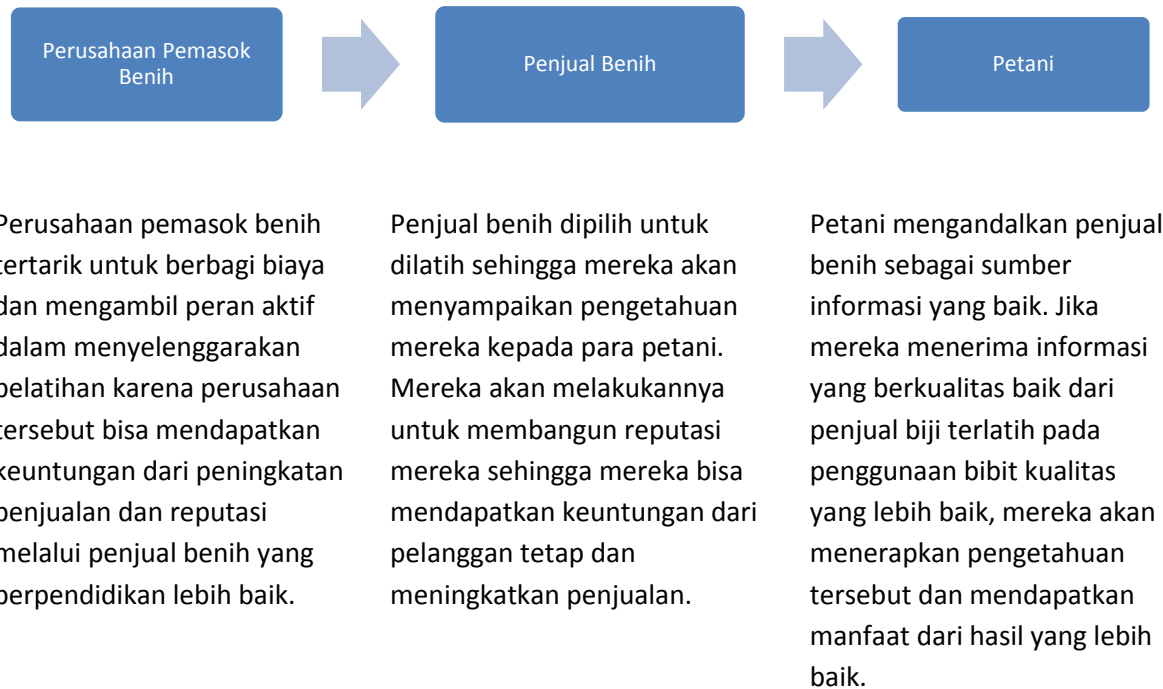 Perusahaan Pemasok
Benih
Penjual Benih
Petani
Perusahaan pemasok benih
tertarik untuk berbagi biaya
dan mengambil peran aktif
dalam menyelenggarakan
pelatihan karena perusahaan
tersebut bisa mendapatkan
keuntungan dari peningkatan
penjualan dan reputasi
melalui penjual benih yang
berpendidikan lebih baik.
Penjual benih dipilih untuk
dilatih sehingga mereka akan
menyampaikan pengetahuan
mereka kepada para petani.
Mereka akan melakukannya
untuk membangun reputasi
mereka sehingga mereka bisa
mendapatkan keuntungan dari
pelanggan tetap dan
meningkatkan penjualan.
Petani mengandalkan penjual
benih sebagai sumber
informasi yang baik. Jika
mereka menerima informasi
yang berkualitas baik dari
penjual biji terlatih pada
penggunaan bibit kualitas
yang lebih baik, mereka akan
menerapkan pengetahuan
tersebut dan mendapatkan
manfaat dari hasil yang lebih
baik.